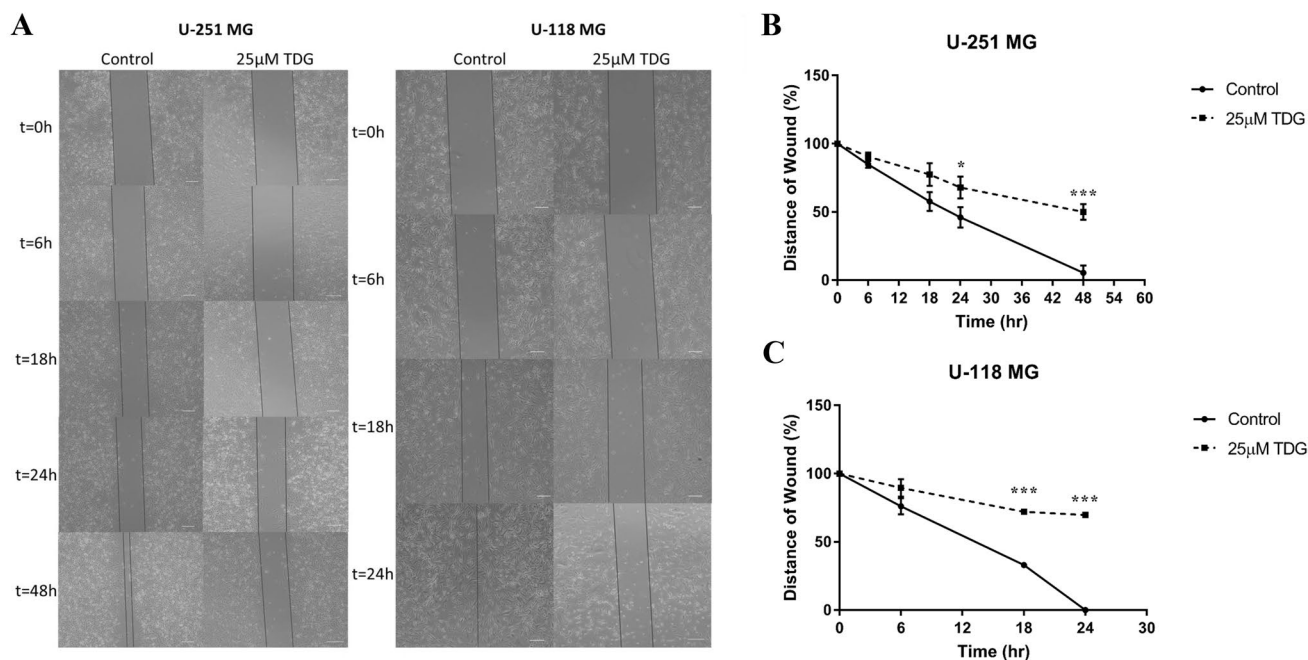 A
U-251 MG
Control
25μM TDG
t=0h
t=6h
t=18h
t=24h
t=48h
U-118 MG
Control
25μM TDG
t=0h
t=6h
t=18h
t=24h
B
U-251 MG
Distance of Wound (%)
150
100
50
0
*
***
0 6 12 18 24 30 36 42 48 54 60
Time (hr)
Control
25μM TDG
C
U-118 MG
Distance of Wound (%)
150
100
50
0
*** ***
0 6 12 18 24 30
Time (hr)
Control
25μM TDG